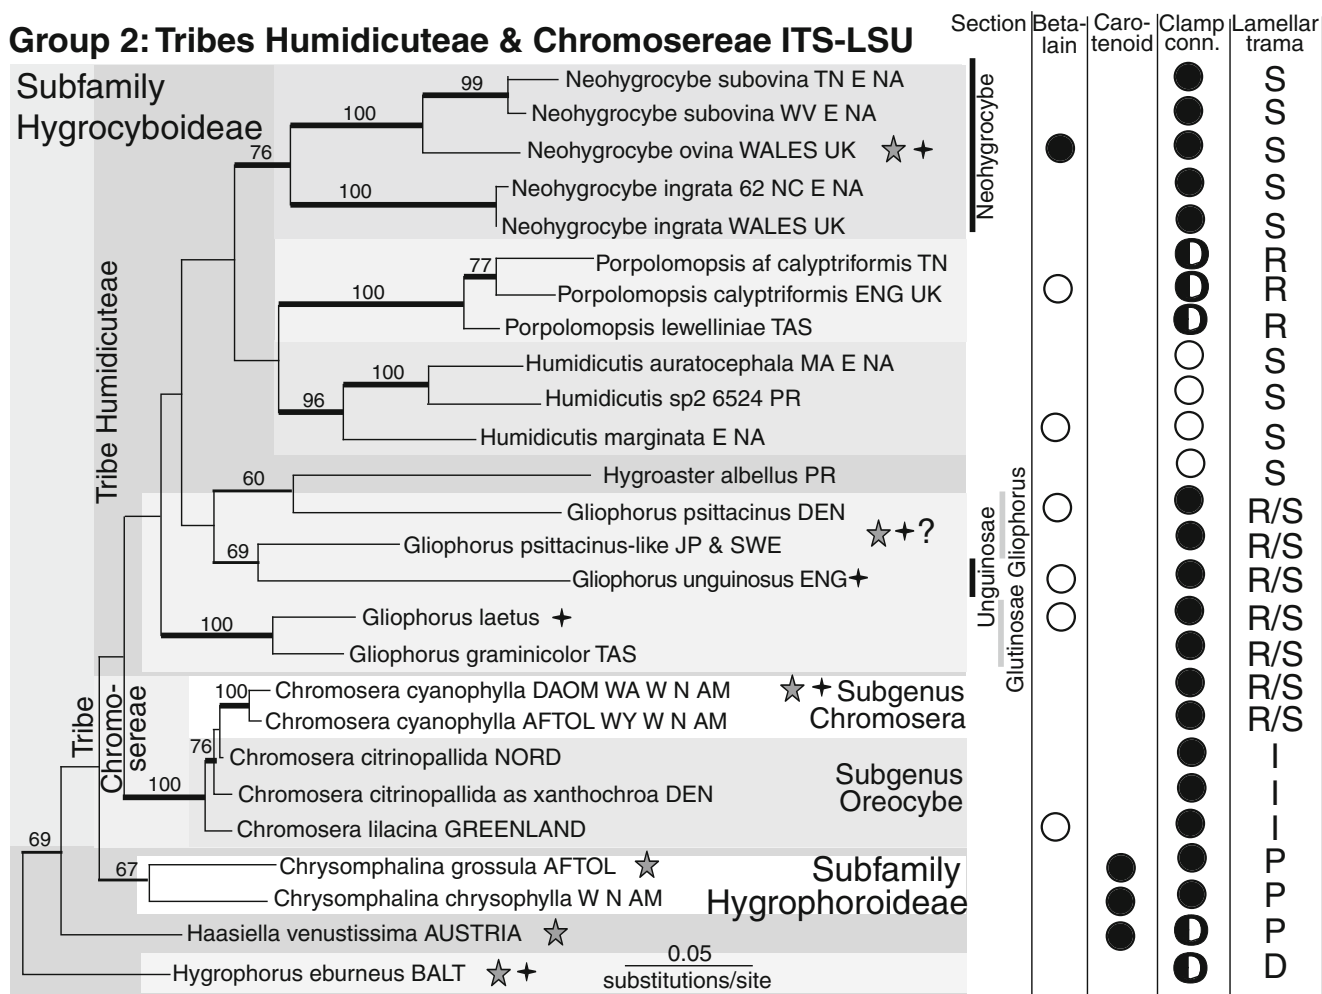 Group 2: Tribes Humidicuteae & Chromosereae ITS-LSU
Section
Beta-
lain
Caro-
tenoid
Clamp
conn.
Lamellar
trama
Subfamily
Hygrocyboideae
Tribe Humidicuteae
Tribe
Chromo-
sereae
99
Neohygrocybe subovina TN E NA
S
100
Neohygrocybe subovina WV E NA
S
76
Neohygrocybe ovina WALES UK
S
100
Neohygrocybe ingrata 62 NC E NA
S
Neohygrocybe ingrata WALES UK
S
Neohygrocybe
77
Porpolomopsis af calyptriformis TN
R
100
Porpolomopsis calyptriformis ENG UK
R
Porpolomopsis lewelliniae TAS
R
Humidicutis auratocephala MA E NA
S
100
Humidicutis sp2 6524 PR
S
96
Humidicutis marginata E NA
S
60
Hygroaster albellus PR
S
Gliophorus psittacinus DEN
R/S
?
Gliophorus psittacinus-like JP & SWE
R/S
69
Gliophorus unguinosus ENG
R/S
Gliophorus
Unguinosae
Glutinosae
Gliophorus laetus
R/S
100
Gliophorus graminicolor TAS
R/S
100
Chromosera cyanophylla DAOM WA W N AM
R/S
Chromosera cyanophylla AFTOL WY W N AM
R/S
Subgenus
Chromosera
76
Chromosera citrinopallida NORD
I
100
Chromosera citrinopallida as xanthochroa DEN
I
Chromosera lilacina GREENLAND
I
Subgenus
Oreocybe
69
67
Chrysomphalina grossula AFTOL
P
Chrysomphalina chrysophylla W N AM
P
Subfamily
Hygrophoroideae
Haasiella venustissima AUSTRIA
P
Hygrophorus eburneus BALT
D
0.05
substitutions/site